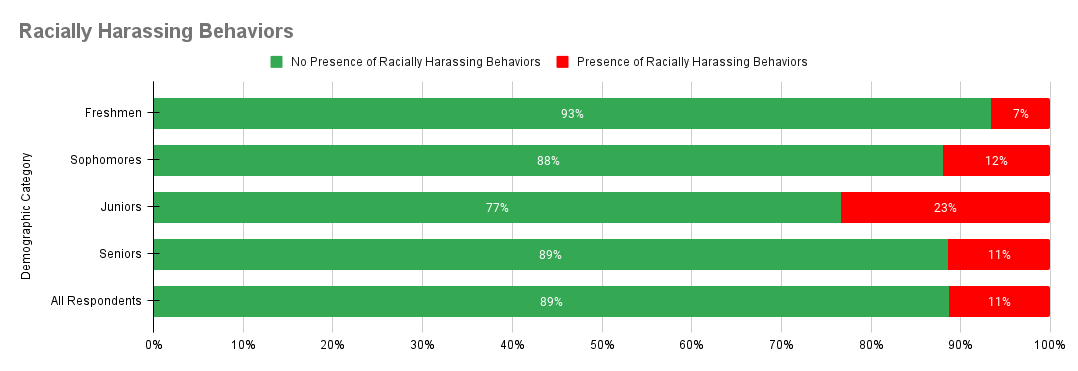 Racially Harassing Behaviors
No Presence of Racially Harassing Behaviors
Presence of Racially Harassing Behaviors
Demographic Category
Freshmen
93%
7%
Sophomores
88%
12%
Juniors
77%
23%
Seniors
89%
11%
All Respondents
89%
11%
0%
10%
20%
30%
40%
50%
60%
70%
80%
90%
100%